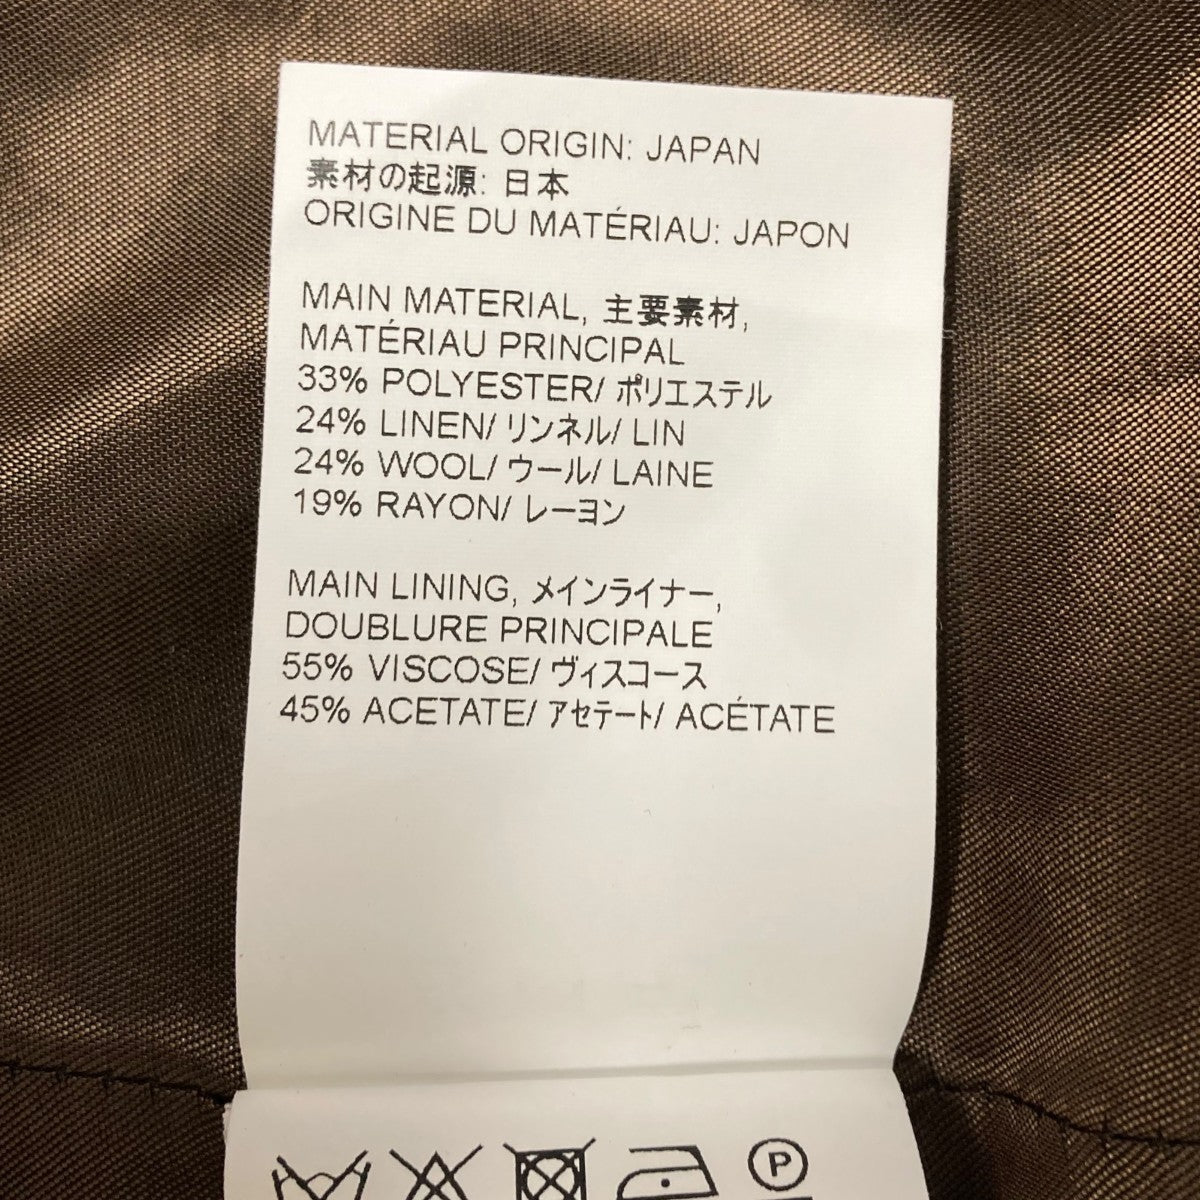 MATERIAL ORIGIN: JAPAN
素材の起源: 日本
ORIGINE DU MATÉRIAU: JAPON
MAIN MATERIAL, 主要素材,
MATÉRIAU PRINCIPAL
33% POLYESTER/ ポリエステル
24% LINEN/ リンネル/ LIN
24% WOOL/ ウール/ LAINE
19% RAYON/ レーヨン
MAIN LINING, メインライナー,
DOUBLURE PRINCIPALE
55% VISCOSE/ ヴィスコース
45% ACETATE/ アセテート/ ACÉTATE
P